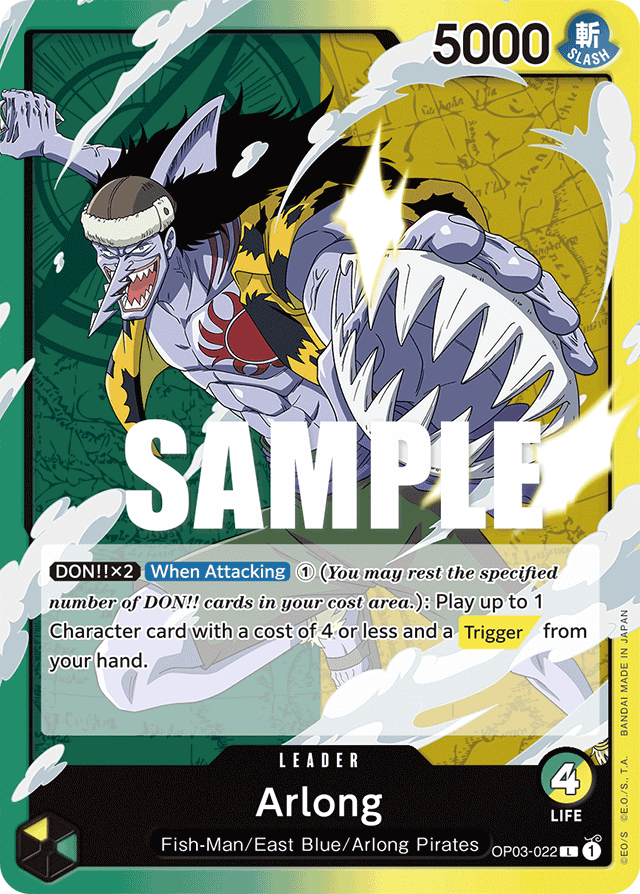 5000
斬
SLASH
SAMPLE
DON!!×2 When Attacking ① (You may rest the specified
number of DON!! cards in your cost area.): Play up to 1
Character card with a cost of 4 or less and a Trigger from
your hand.
LEADER
Arlong
4
LIFE
Fish-Man/East Blue/Arlong Pirates
OP03-022 L 1
©E.O/S ©E.O./S., T.A. BANDAI MADE IN JAPAN